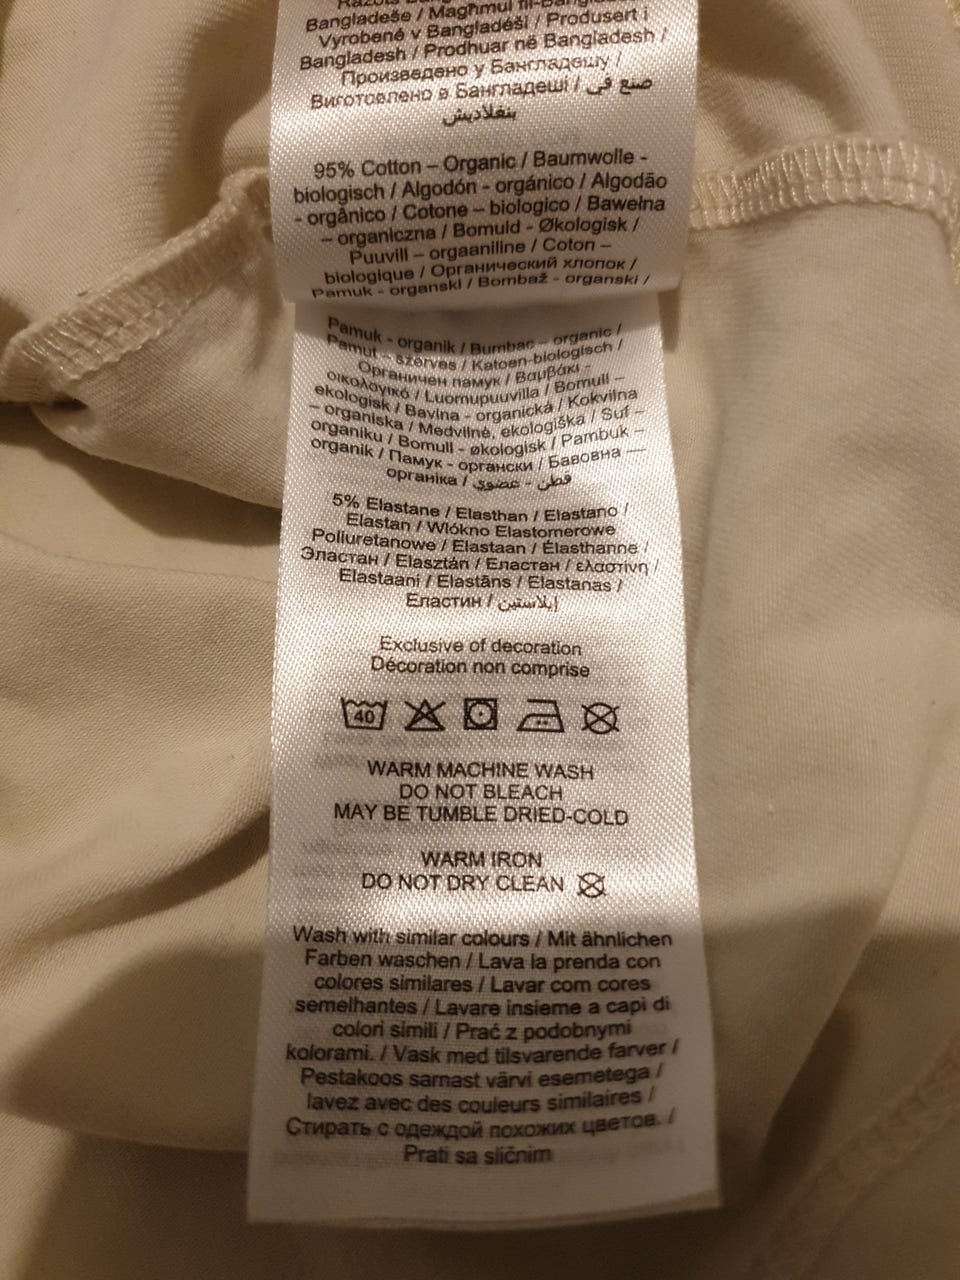 Bangladeše / Maghmul fil-Bangladesh
Vyrobené v Bangladéši / Produsert i
Bangladesh / Prodhuar në Bangladesh /
Произведено у Бангладешу /
Виготовлено в Бангладеші / صنع في
بنغلاديش
95% Cotton – Organic / Baumwolle -
biologisch / Algodón - orgánico / Algodão
- orgânico / Cotone – biologico / Bawełna
– organiczna / Bomuld - Økologisk /
Puuvill – orgaaniline / Coton –
biologique / Органический хлопок /
Pamuk - organski / Bombaž - organski /
Pamuk - organik / Bumbac – organic /
Pamut – szerves / Katoen-biologisch /
Органичен памук / Βαμβάκι -
οικολογικό / Luomupuuvilla / Bomull –
ekologisk / Bavlna - organická / Kokvilna
– organiska / Medvilnė, ekologiška / Suf –
organiku / Bomull - økologisk / Pambuk –
organik / Памук - органски / Бавовна —
органіка / قطن - عضوي
5% Elastane / Elasthan / Elastano /
Elastan / Włókno Elastomerowe
Poliuretanowe / Elastaan / Élasthanne /
Эластан / Elasztán / Еластан / ελαστίνη /
Elastaani / Elastāns / Elastanas /
Еластин / إيلاستين
Exclusive of decoration
Décoration non comprise
40
WARM MACHINE WASH
DO NOT BLEACH
MAY BE TUMBLE DRIED-COLD
WARM IRON
DO NOT DRY CLEAN
Wash with similar colours / Mit ähnlichen
Farben waschen / Lava la prenda con
colores similares / Lavar com cores
semelhantes / Lavare insieme a capi di
colori simili / Prać z podobnymi
kolorami. / Vask med tilsvarende farver /
Pestakoos sarnast värvi esemetega /
lavez avec des couleurs similaires /
Стирать с одеждой похожих цветов. /
Prati sa sličnim